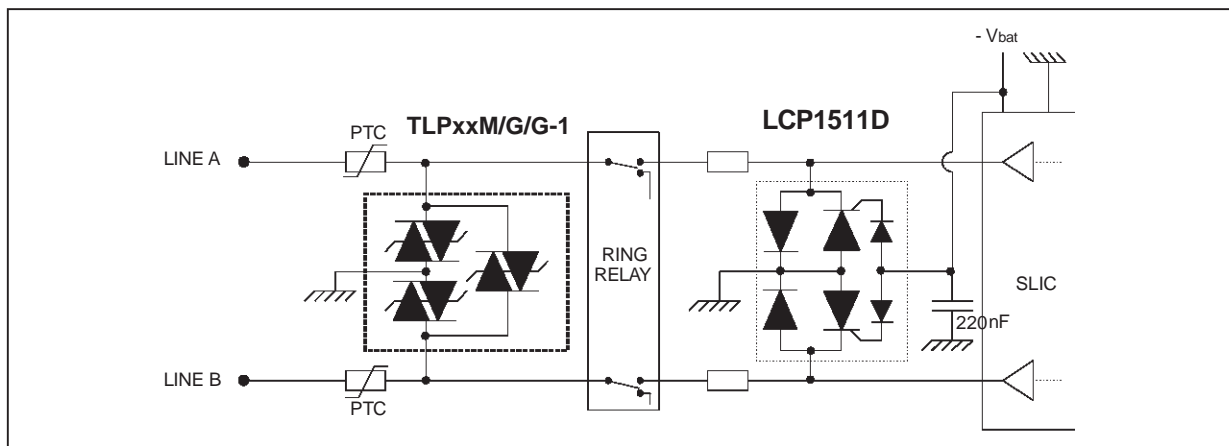 - Vbat
TLPxxM/G/G-1
LCP1511D
PTC
LINE A
RING
RELAY
SLIC
220nF
LINE B
PTC